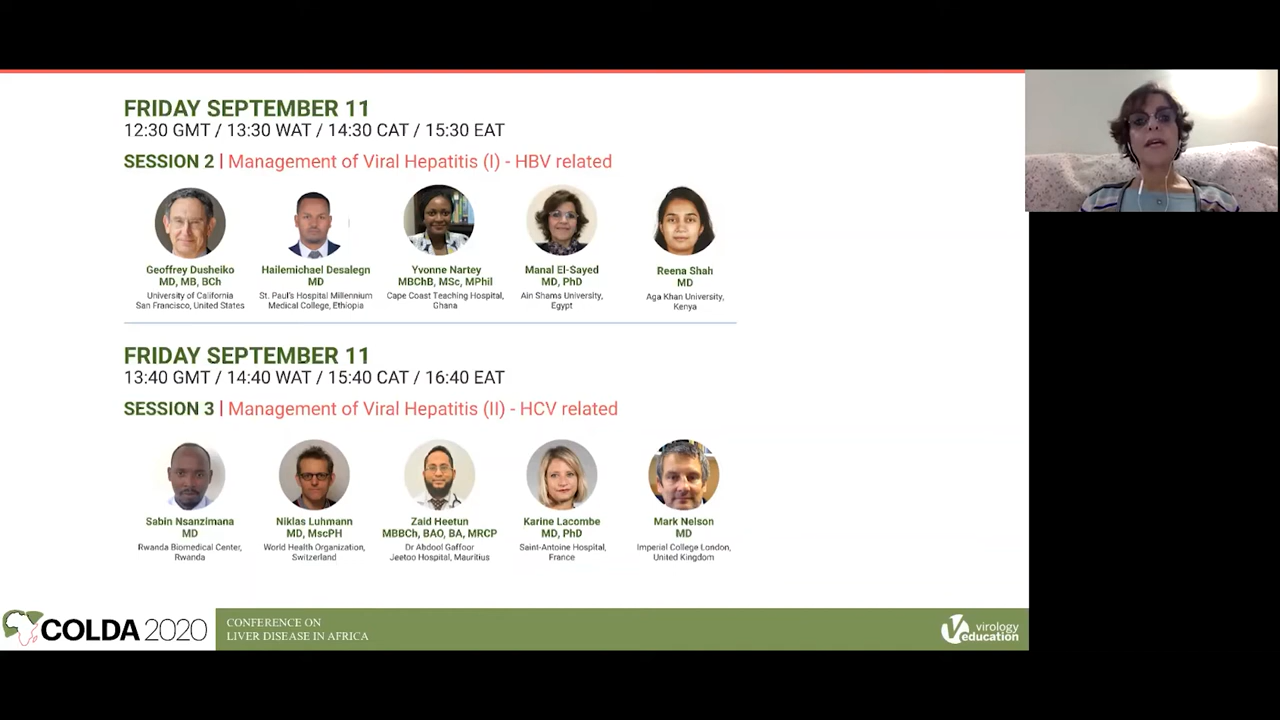 FRIDAY SEPTEMBER 11
12:30 GMT / 13:30 WAT / 14:30 CAT / 15:30 EAT
SESSION 2 | Management of Viral Hepatitis (I) - HBV related
Geoffrey Dusheiko
MD, MB, BCh
University of California
San Francisco, United States
Hailemichael Desalegn
MD
St. Paul's Hospital Millennium
Medical College, Ethiopia
Yvonne Nartey
MBChB, MSc, MPhil
Cape Coast Teaching Hospital,
Ghana
Manal El-Sayed
MD, PhD
Ain Shams University,
Egypt
Reena Shah
MD
Aga Khan University,
Kenya
FRIDAY SEPTEMBER 11
13:40 GMT / 14:40 WAT / 15:40 CAT / 16:40 EAT
SESSION 3 | Management of Viral Hepatitis (II) - HCV related
Sabin Nsanzimana
MD
Rwanda Biomedical Center,
Rwanda
Niklas Luhmann
MD, MscPH
World Health Organization,
Switzerland
Zaid Heetun
MBBCh, BAO, BA, MRCP
Dr Abdool Gaffoor
Jeetoo Hospital, Mauritius
Karine Lacombe
MD, PhD
Saint-Antoine Hospital,
France
Mark Nelson
MD
Imperial College London,
United Kingdom
COLDA 2020
CONFERENCE ON
LIVER DISEASE IN AFRICA
virology
education